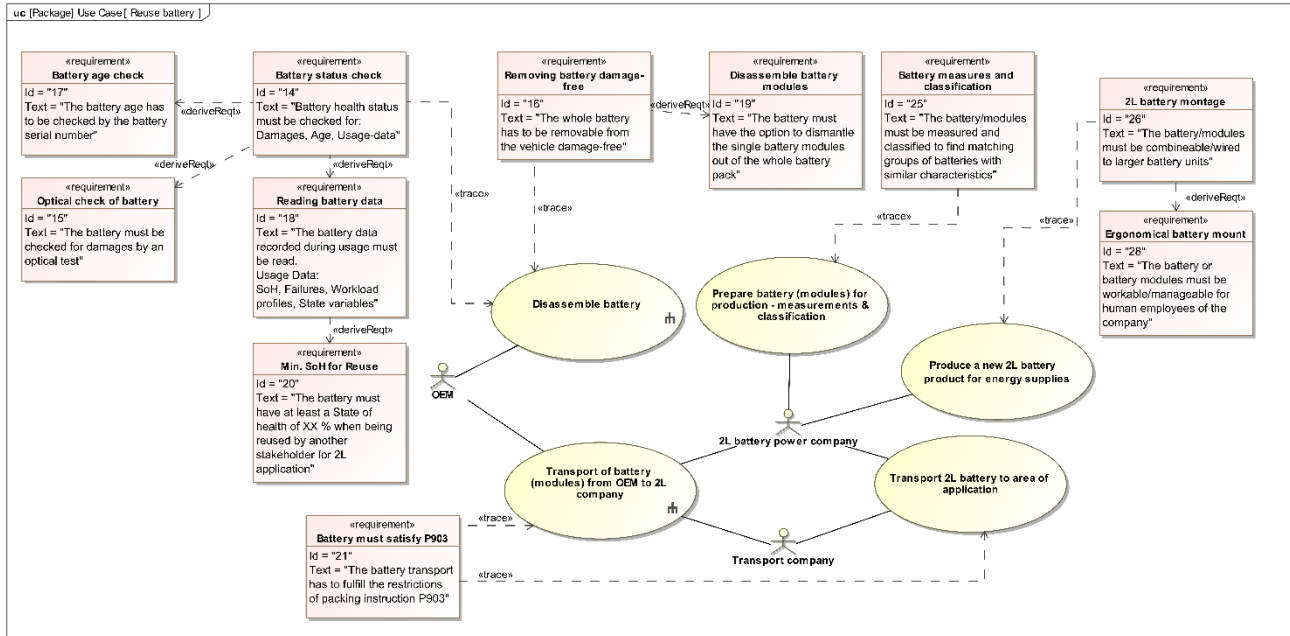 uc [Package] Use Case [ Reuse battery ]
«requirement»
Battery age check
Id = "17"
Text = "The battery age has
to be checked by the battery
serial number"
«requirement»
Battery status check
Id = "14"
Text = "Battery health status
must be checked for:
Damages, Age, Usage-data"
«requirement»
Removing battery damage-
free
Id = "16"
Text = "The whole battery
has to be removable from
the vehicle damage-free"
«requirement»
Disassemble battery
modules
Id = "19"
Text = "The battery must
have the option to dismantle
the single battery modules
out of the whole battery
pack"
«requirement»
Battery measures and
classification
Id = "25"
Text = "The battery/modules
must be measured and
classified to find matching
groups of batteries with
similar characteristics"
«requirement»
2L battery montage
Id = "26"
Text = "The battery/modules
must be combineable/wired
to larger battery units"
«deriveReqt»
«deriveReqt»
«deriveReqt»
«deriveReqt»
«requirement»
Optical check of battery
Id = "15"
Text = "The battery must be
checked for damages by an
optical test"
«requirement»
Reading battery data
Id = "18"
Text = "The battery data
recorded during usage must
be read.
Usage Data:
SoH, Failures, Workload
profiles, State variables"
«trace»
«trace»
«trace»
«trace»
«deriveReqt»
«requirement»
Ergonomical battery mount
Id = "28"
Text = "The battery or
battery modules must be
workable/manageable for
human employees of the
company"
Disassemble battery
Prepare battery (modules) for
production - measurements &
classification
«deriveReqt»
«requirement»
Min. SoH for Reuse
Id = "20"
Text = "The battery must
have at least a State of
health of XX % when being
reused by another
stakeholder for 2L
application"
OEM
Produce a new 2L battery
product for energy supplies
2L battery power company
Transport of battery
(modules) from OEM to 2L
company
Transport 2L battery to area of
application
«requirement»
Battery must satisfy P903
Id = "21"
Text = "The battery transport
has to fulfill the restrictions
of packing instruction P903"
«trace»
«trace»
Transport company